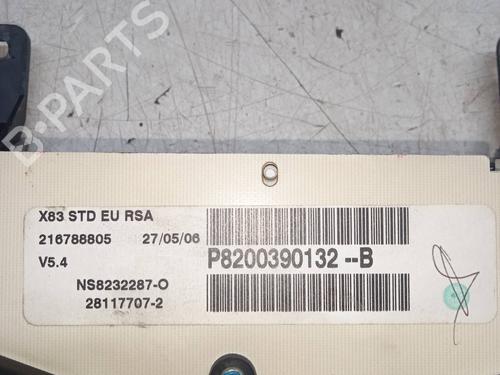 B-PARTS
X83 STD EU RSA
216788805 27/05/06
V5.4
P8200390132--B
NS8232287-O
28117707-2